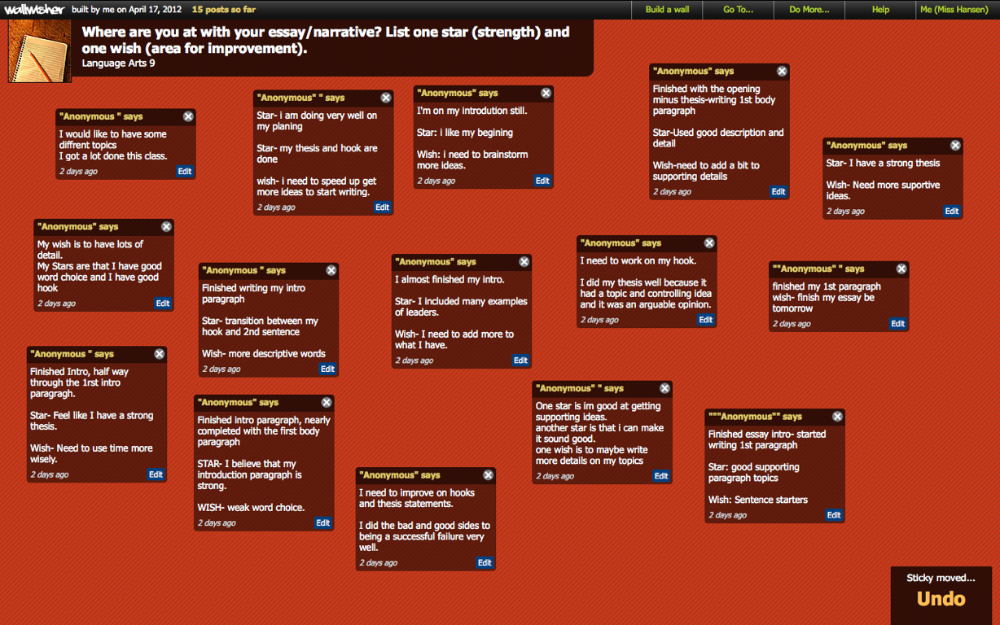 wallwisher built by me on April 17, 2012 15 posts so far Build a wall Go To... Do More... Help Me (Miss Hansen)
Where are you at with your essay/narrative? List one star (strength) and
one wish (area for improvement).
Language Arts 9
"Anonymous " says
I would like to have some
diffrent topics
I got a lot done this class.
2 days ago Edit
"Anonymous" " says
Star- i am doing very well on
my planing
Star- my thesis and hook are
done
wish- i need to speed up get
more ideas to start writing.
2 days ago Edit
"Anonymous" says
I'm on my introdution still.
Star: i like my begining
Wish: i need to brainstorm
more ideas.
2 days ago Edit
"Anonymous" says
Finished with the opening
minus thesis-writing 1st body
paragraph
Star-Used good description and
detail
Wish-need to add a bit to
supporting details
2 days ago Edit
"Anonymous" says
Star- I have a strong thesis
Wish- Need more suportive
ideas.
2 days ago Edit
"Anonymous" says
My wish is to have lots of
detail.
My Stars are that I have good
word choice and I have good
hook
2 days ago Edit
"Anonymous " says
Finished writing my intro
paragraph
Star- transition between my
hook and 2nd sentence
Wish- more descriptive words
2 days ago Edit
"Anonymous" says
I almost finished my intro.
Star- I included many examples
of leaders.
Wish- I need to add more to
what I have.
2 days ago Edit
"Anonymous" says
I need to work on my hook.
I did my thesis well because it
had a topic and controlling idea
and it was an arguable opinion.
2 days ago Edit
""Anonymous" " says
finished my 1st paragraph
wish- finish my essay be
tomorrow
2 days ago Edit
"Anonymous " says
Finished Intro, half way
through the 1rst intro
paragragh.
Star- Feel like I have a strong
thesis.
Wish- Need to use time more
wisely.
2 days ago Edit
"Anonymous" says
Finished intro paragraph, nearly
completed with the first body
paragraph
STAR- I believe that my
introduction paragraph is
strong.
WISH- weak word choice.
2 days ago Edit
"Anonymous" says
I need to improve on hooks
and thesis statements.
I did the bad and good sides to
being a successful failure very
well.
2 days ago Edit
"Anonymous" " says
One star is im good at getting
supporting ideas.
another star is that i can make
it sound good.
one wish is to maybe write
more details on my topics
2 days ago Edit
"""Anonymous"" says
Finished essay intro- started
writing 1st paragraph
Star: good supporting
paragraph topics
Wish: Sentence starters
2 days ago Edit
Sticky moved...
Undo